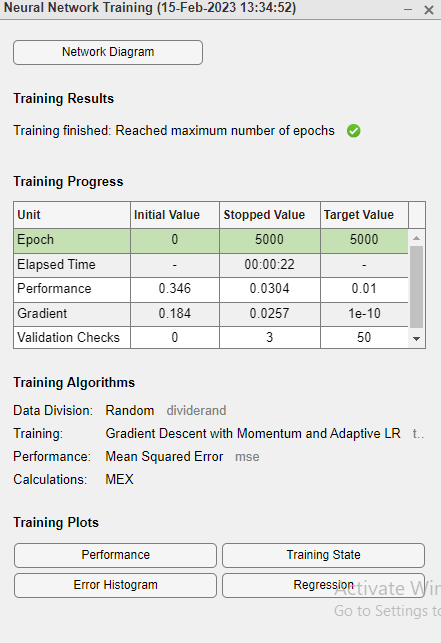 Neural Network Training (15-Feb-2023 13:34:52)
Network Diagram
Training Results
Training finished: Reached maximum number of epochs
Training Progress
Unit Initial Value Stopped Value Target Value
Epoch 0 5000 5000
Elapsed Time - 00:00:22 -
Performance 0.346 0.0304 0.01
Gradient 0.184 0.0257 1e-10
Validation Checks 0 3 50
Training Algorithms
Data Division: Random dividerand
Training: Gradient Descent with Momentum and Adaptive LR t..
Performance: Mean Squared Error mse
Calculations: MEX
Training Plots
Performance Training State
Error Histogram Regression
Activate Win
Go to Settings to